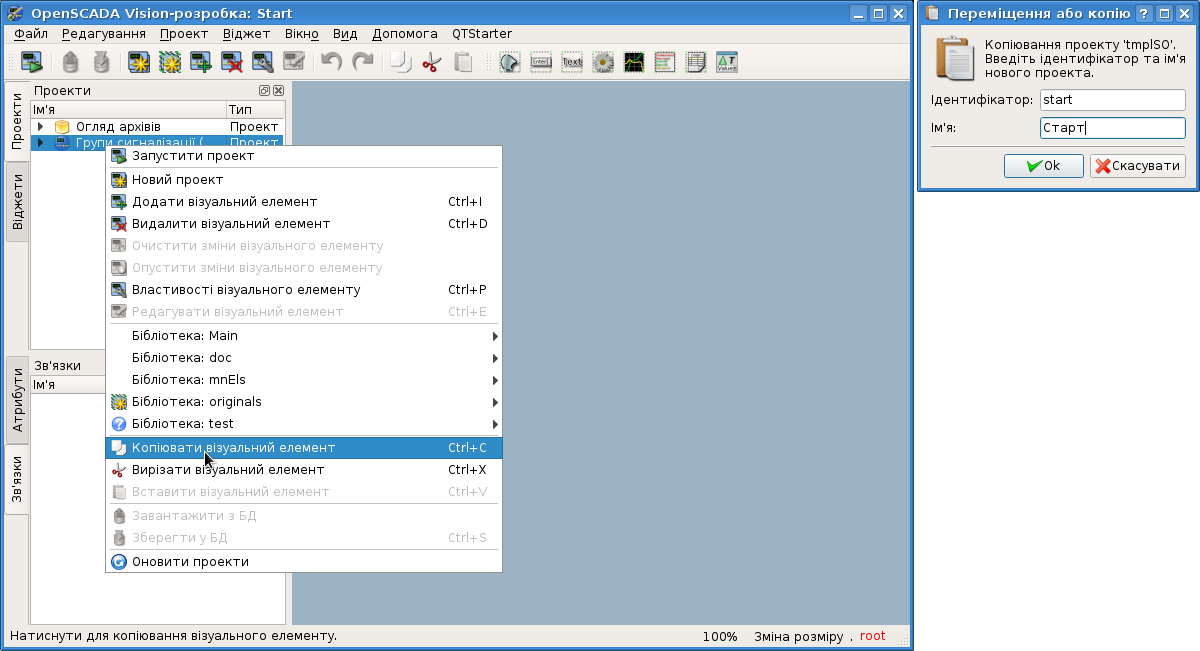 OpenSCADA Vision-розробка: Start
Файл Редагування Проект Віджет Вікно Вид Допомога QTStarter
Проекти
Віджети
Атрибути
Зв'язки
Проекти
Ім'я Тип
Огляд архівів Проект
Групи сигналізації ( Проект
Зв'язки
Ім'я
Запустити проект
Новий проект
Додати візуальний елемент Ctrl+I
Видалити візуальний елемент Ctrl+D
Очистити зміни візуального елементу
Опустити зміни візуального елементу
Властивості візуального елементу Ctrl+P
Редагувати візуальний елемент Ctrl+E
Бібліотека: Main
Бібліотека: doc
Бібліотека: mnEls
Бібліотека: originals
Бібліотека: test
Копіювати візуальний елемент Ctrl+C
Вирізати візуальний елемент Ctrl+X
Вставити візуальний елемент Ctrl+V
Завантажити з БД
Зберегти у БД Ctrl+S
Оновити проекти
Натиснути для копіювання візуального елементу. 100% Зміна розміру . root
Переміщення або копію
Копіювання проекту 'tmplSO'.
Введіть ідентифікатор та ім'я
нового проекта.
Ідентифікатор: start
Ім'я: Старт
Ok Скасувати